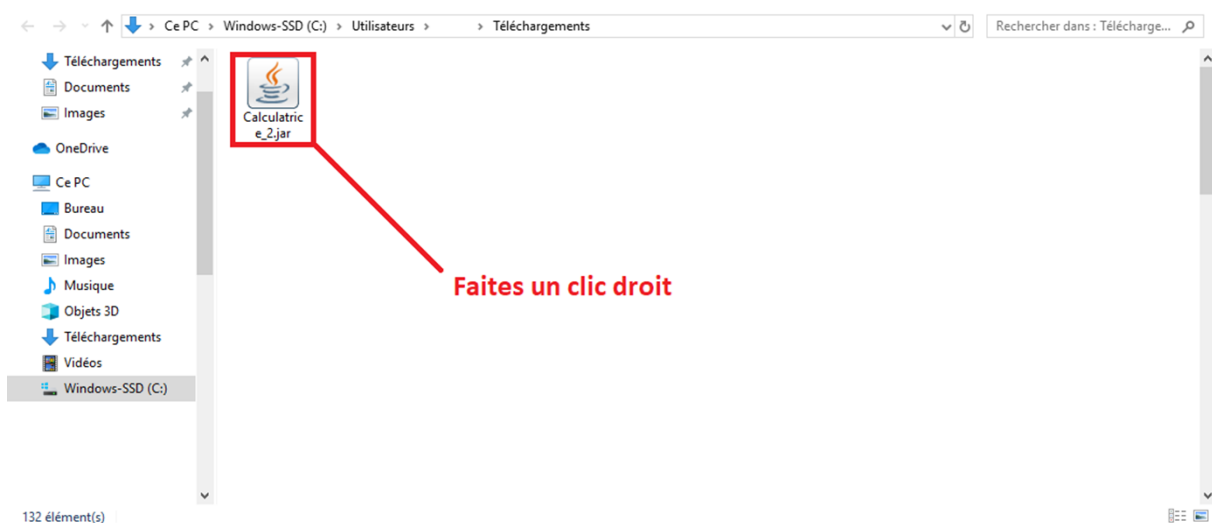 Ce PC > Windows-SSD (C:) > Utilisateurs > > Téléchargements
Rechercher dans : Télécharge...
Téléchargements
Documents
Images
OneDrive
Ce PC
Bureau
Documents
Images
Musique
Objets 3D
Téléchargements
Vidéos
Windows-SSD (C:)
Calculatric
e_2.jar
Faites un clic droit
132 élément(s)